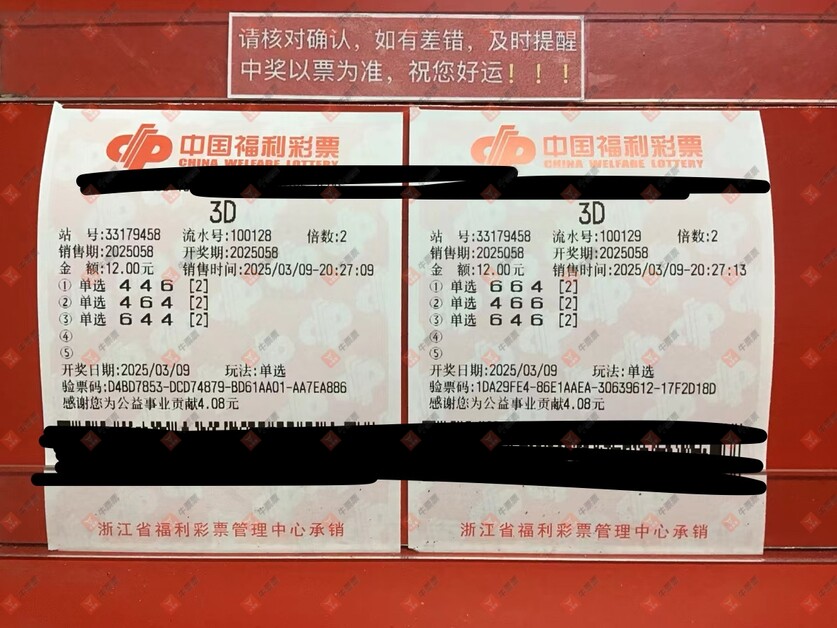 请核对确认，如有差错，及时提醒
中奖以票为准，祝您好运！！！
中国福利彩票
CHINA WELFARE LOTTERY
3D
站 号:33179458 流水号:100128 倍数:2
销售期:2025058 开奖期:2025058
金 额:12.00元 销售时间:2025/03/09-20:27:09
① 单选 4 4 6 [2]
② 单选 4 6 4 [2]
③ 单选 6 4 4 [2]
④
⑤
开奖日期:2025/03/09 玩法:单选
验票码:D4BD7853-DCD74879-BD61AA01-AA7EA886
感谢您为公益事业贡献4.08元
浙江省福利彩票管理中心承销
中国福利彩票
CHINA WELFARE LOTTERY
3D
站 号:33179458 流水号:100129 倍数:2
销售期:2025058 开奖期:2025058
金 额:12.00元 销售时间:2025/03/09-20:27:13
① 单选 6 6 4 [2]
② 单选 4 6 6 [2]
③ 单选 6 4 6 [2]
④
⑤
开奖日期:2025/03/09 玩法:单选
验票码:1DA29FE4-86E1AAEA-30639612-17F2D18D
感谢您为公益事业贡献4.08元
浙江省福利彩票管理中心承销